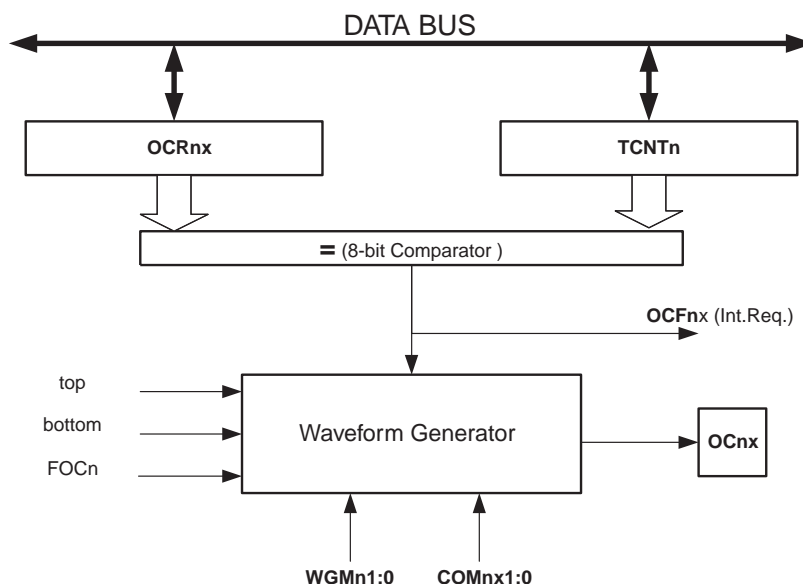 DATA BUS
OCRnx
TCNTn
= (8-bit Comparator )
OCFnx (Int.Req.)
top
bottom
FOCn
Waveform Generator
OCnx
WGMn1:0
COMnx1:0